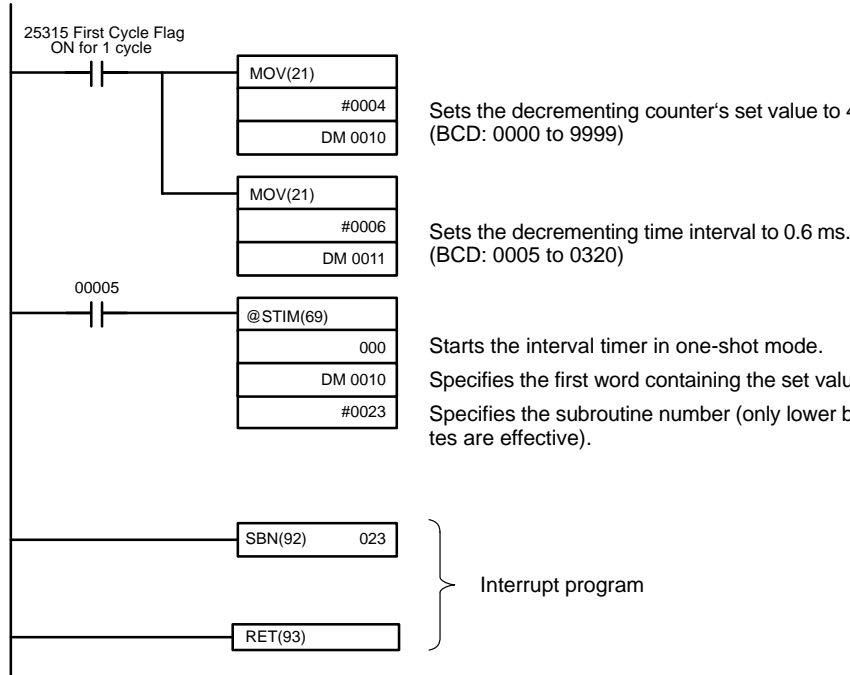 25315 First Cycle Flag
ON for 1 cycle
MOV(21)
#0004
DM 0010
Sets the decrementing counter‘s set value to 4
(BCD: 0000 to 9999)
MOV(21)
#0006
DM 0011
Sets the decrementing time interval to 0.6 ms.
(BCD: 0005 to 0320)
00005
@STIM(69)
000
Starts the interval timer in one-shot mode.
DM 0010
Specifies the first word containing the set
#0023
Specifies the subroutine number (only lower
tes are effective).
SBN(92) 023
Interrupt program
RET(93)